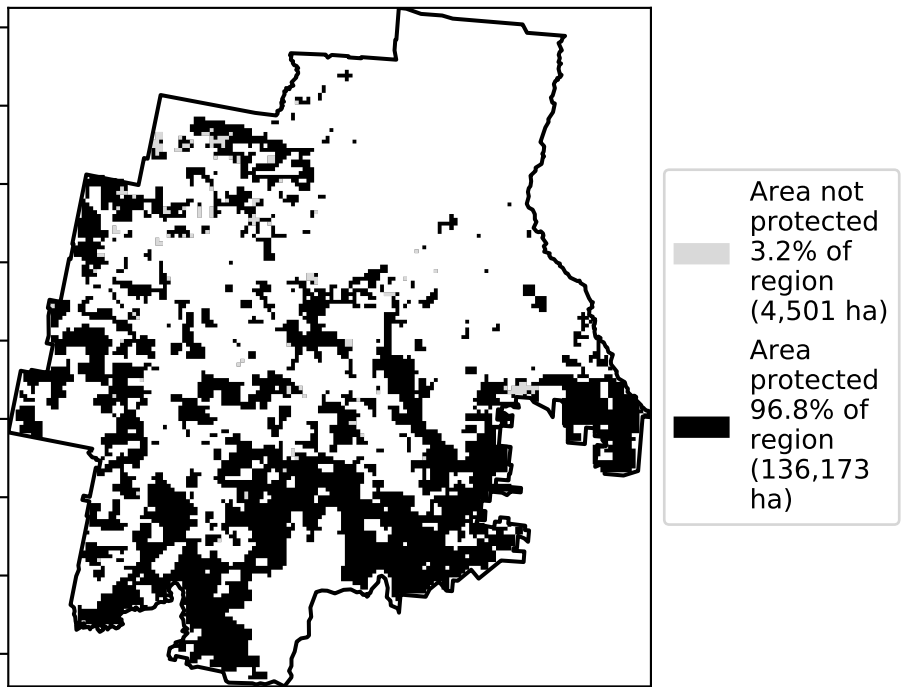 Area not
protected
3.2% of
region
(4,501 ha)
Area
protected
96.8% of
region
(136,173
ha)